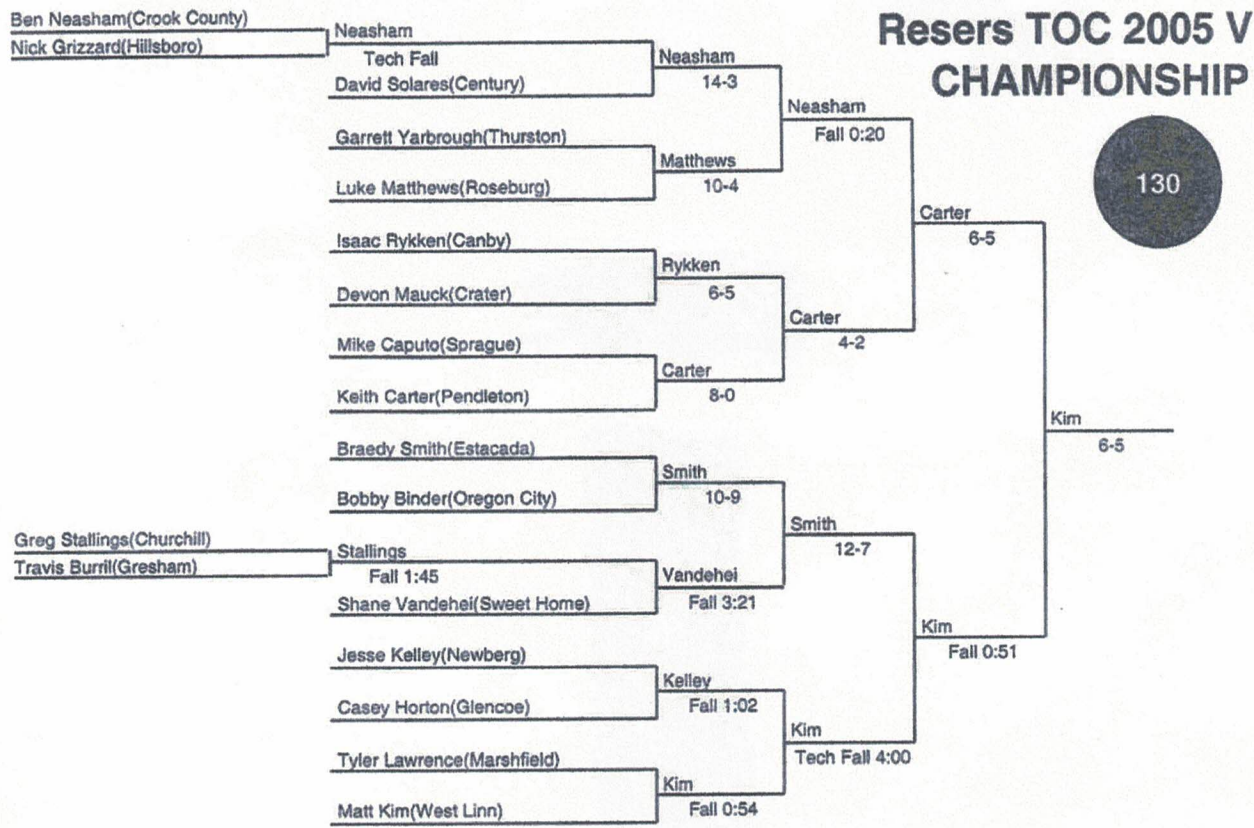 Resers TOC 2005 V
CHAMPIONSHIP
130
Ben Neasham(Crook County)
Nick Grizzard(Hillsboro)
Neasham
Tech Fall
David Solares(Century)
Neasham
14-3
Garrett Yarbrough(Thurston)
Luke Matthews(Roseburg)
Matthews
10-4
Neasham
Fall 0:20
Isaac Rykken(Canby)
Devon Mauck(Crater)
Rykken
6-5
Mike Caputo(Sprague)
Keith Carter(Pendleton)
Carter
8-0
Carter
4-2
Carter
6-5
Braedy Smith(Estacada)
Bobby Binder(Oregon City)
Smith
10-9
Greg Stallings(Churchill)
Travis Burril(Gresham)
Stallings
Fall 1:45
Shane Vandehei(Sweet Home)
Vandehei
Fall 3:21
Smith
12-7
Jesse Kelley(Newberg)
Casey Horton(Glencoe)
Kelley
Fall 1:02
Tyler Lawrence(Marshfield)
Matt Kim(West Linn)
Kim
Fall 0:54
Kim
Tech Fall 4:00
Kim
Fall 0:51
Kim
6-5